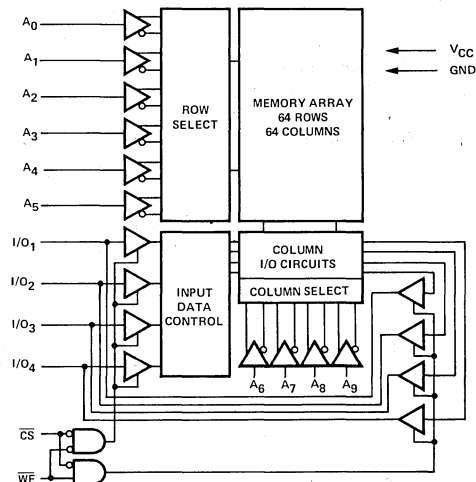 A0
A1
A2
A3
A4
A5
ROW
SELECT
MEMORY ARRAY
64 ROWS
64 COLUMNS
VCC
GND
I/O1
I/O2
I/O3
I/O4
INPUT
DATA
CONTROL
COLUMN
I/O CIRCUITS
COLUMN SELECT
A6
A7
A8
A9
CS
WE